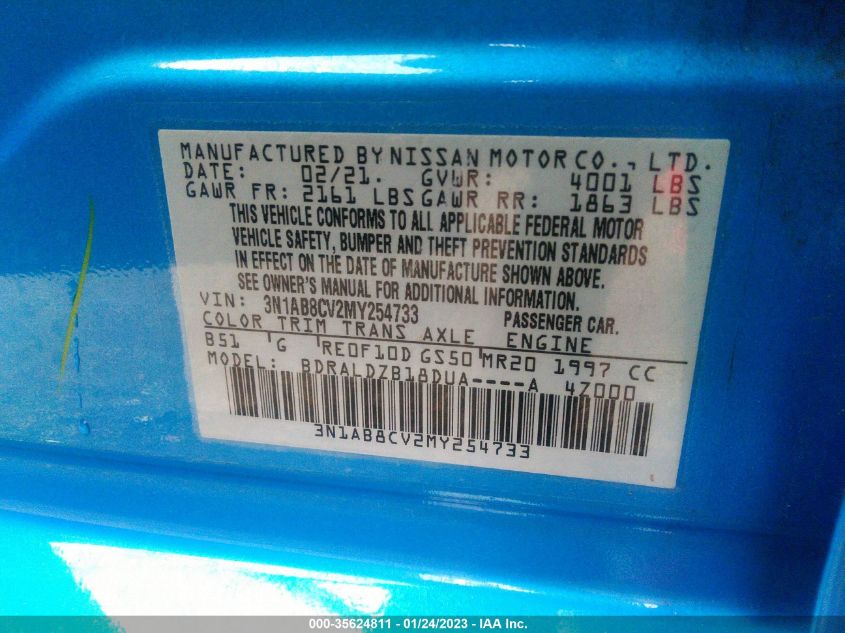 MANUFACTURED BY NISSAN MOTOR CO., LTD.
DATE: 02/21. GVWR: 4001 LBS
GAWR FR: 2161 LBS GAWR RR: 1863 LBS
THIS VEHICLE CONFORMS TO ALL APPLICABLE FEDERAL MOTOR
VEHICLE SAFETY, BUMPER AND THEFT PREVENTION STANDARDS
IN EFFECT ON THE DATE OF MANUFACTURE SHOWN ABOVE.
SEE OWNER'S MANUAL FOR ADDITIONAL INFORMATION.
VIN: 3N1AB8CV2MY254733 PASSENGER CAR.
COLOR TRIM TRANS AXLE ENGINE
B51 G RE0F10D GS50 MR20 1997 CC
MODEL: BDRALDZB18DUA----A 4Z000
3N1AB8CV2MY254733
000-35624811 - 01/24/2023 - IAA Inc.